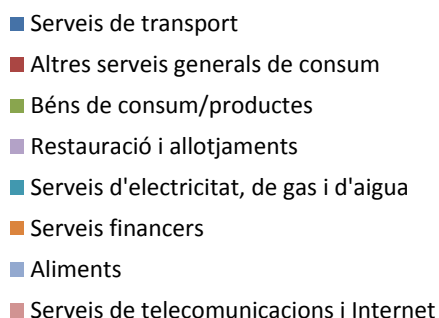 Serveis de transport
Altres serveis generals de consum
Béns de consum/productes
Restauració i allotjaments
Serveis d'electricitat, de gas i d'aigua
Serveis financers
Aliments
Serveis de telecomunicacions i Internet